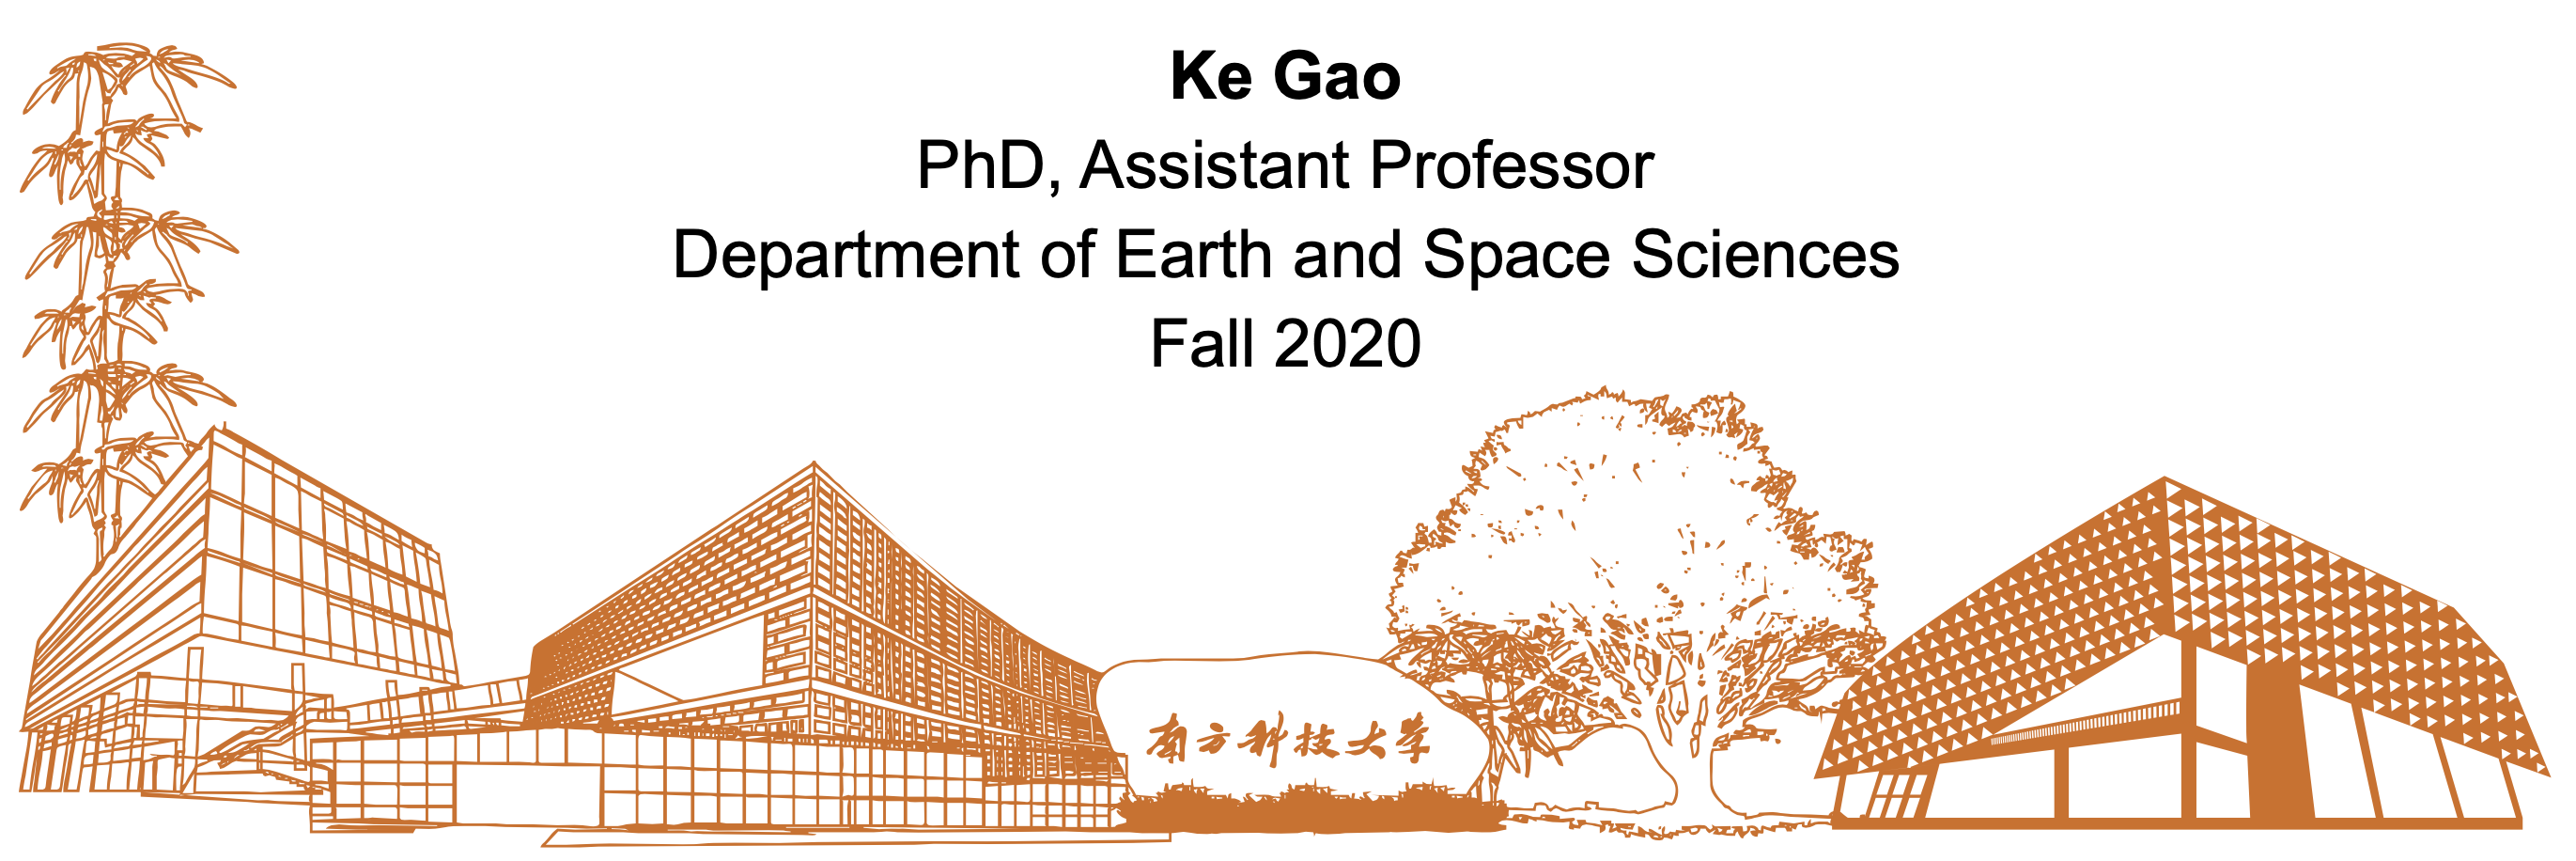 Ke Gao
PhD, Assistant Professor
Department of Earth and Space Sciences
Fall 2020
南方科技大学